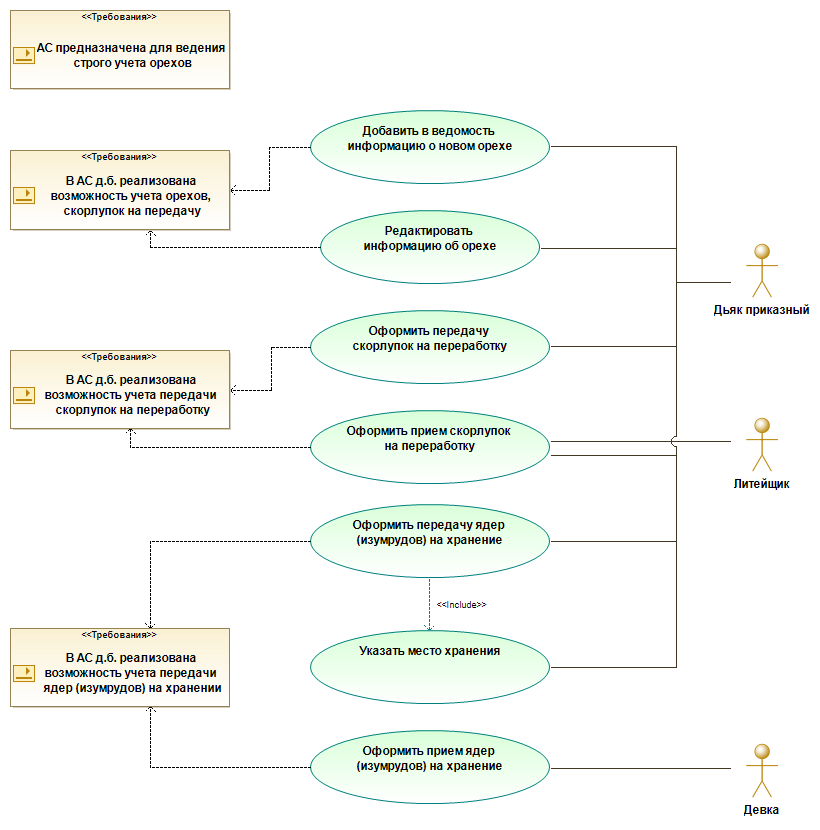 <<Требования>>
АС предназначена для ведения
строго учета орехов
Добавить в ведомость
информацию о новом орехе
<<Требования>>
В АС д.б. реализована
возможность учета орехов,
скорлупок на передачу
Редактировать
информацию об орехе
Дьяк приказный
Оформить передачу
скорлупок на переработку
<<Требования>>
В АС д.б. реализована
возможность учета передачи
скорлупок на переработку
Оформить прием скорлупок
на переработку
Литейщик
Оформить передачу ядер
(изумрудов) на хранение
<<Include>>
<<Требования>>
В АС д.б. реализована
возможность учета передачи
ядер (изумрудов) на хранении
Указать место хранения
Оформить прием ядер
(изумрудов) на хранение
Девка